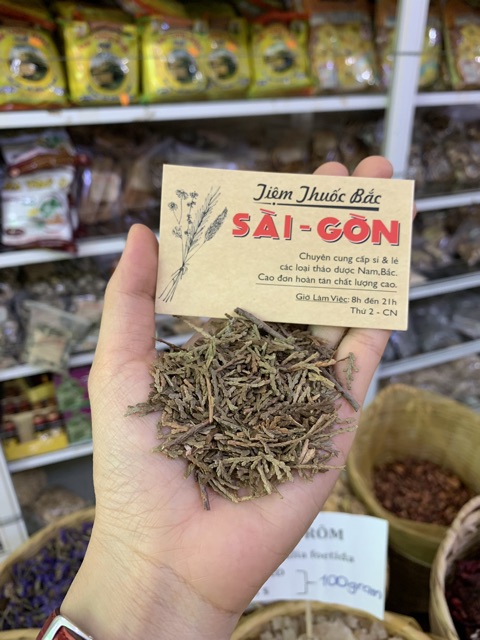 Tiệm Thuốc Bắc
SÀI-GÒN
Chuyên cung cấp sỉ & lẻ
các loại thảo dược Nam,Bắc.
Cao đơn hoàn tán chất lượng cao.
Giờ Làm Việc: 8h đến 21h
Thứ 2 - CN
RÔM
100gram